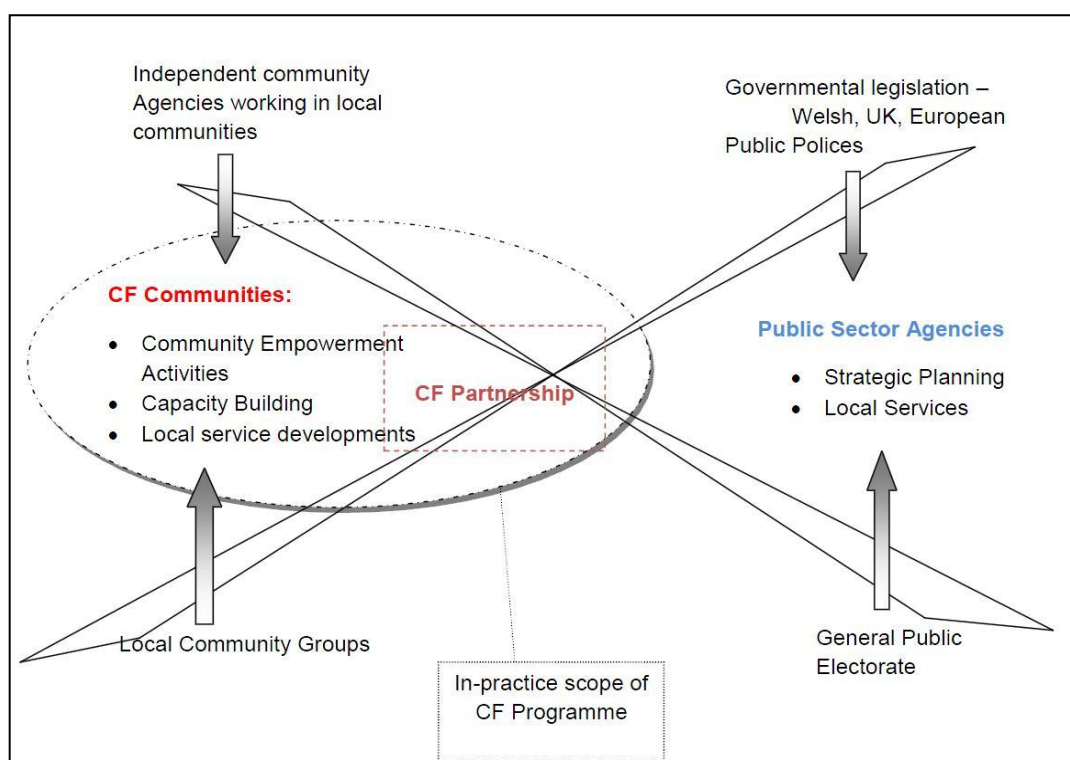 Independent community
Agencies working in local
communities
Governmental legislation –
Welsh, UK, European
Public Polices
CF Communities:
• Community Empowerment
Activities
• Capacity Building
• Local service developments
CF Partnership
Public Sector Agencies
• Strategic Planning
• Local Services
Local Community Groups
General Public
Electorate
In-practice scope of
CF Programme